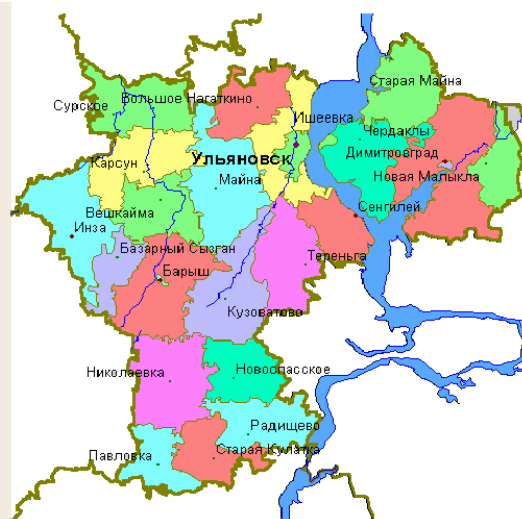 Старая Майна
Сурское
Большое Нагаткино
Ишеевка
Чердаклы
Ульяновск
Димитровград
Карсун
Майна
Новая Малыкла
Вешкайма
Сенгилей
Инза
Базарный Сызган
Тереньга
Барыш
Кузоватово
Николаевка
Новоспасское
Радищево
Старая Кулатка
Павловка